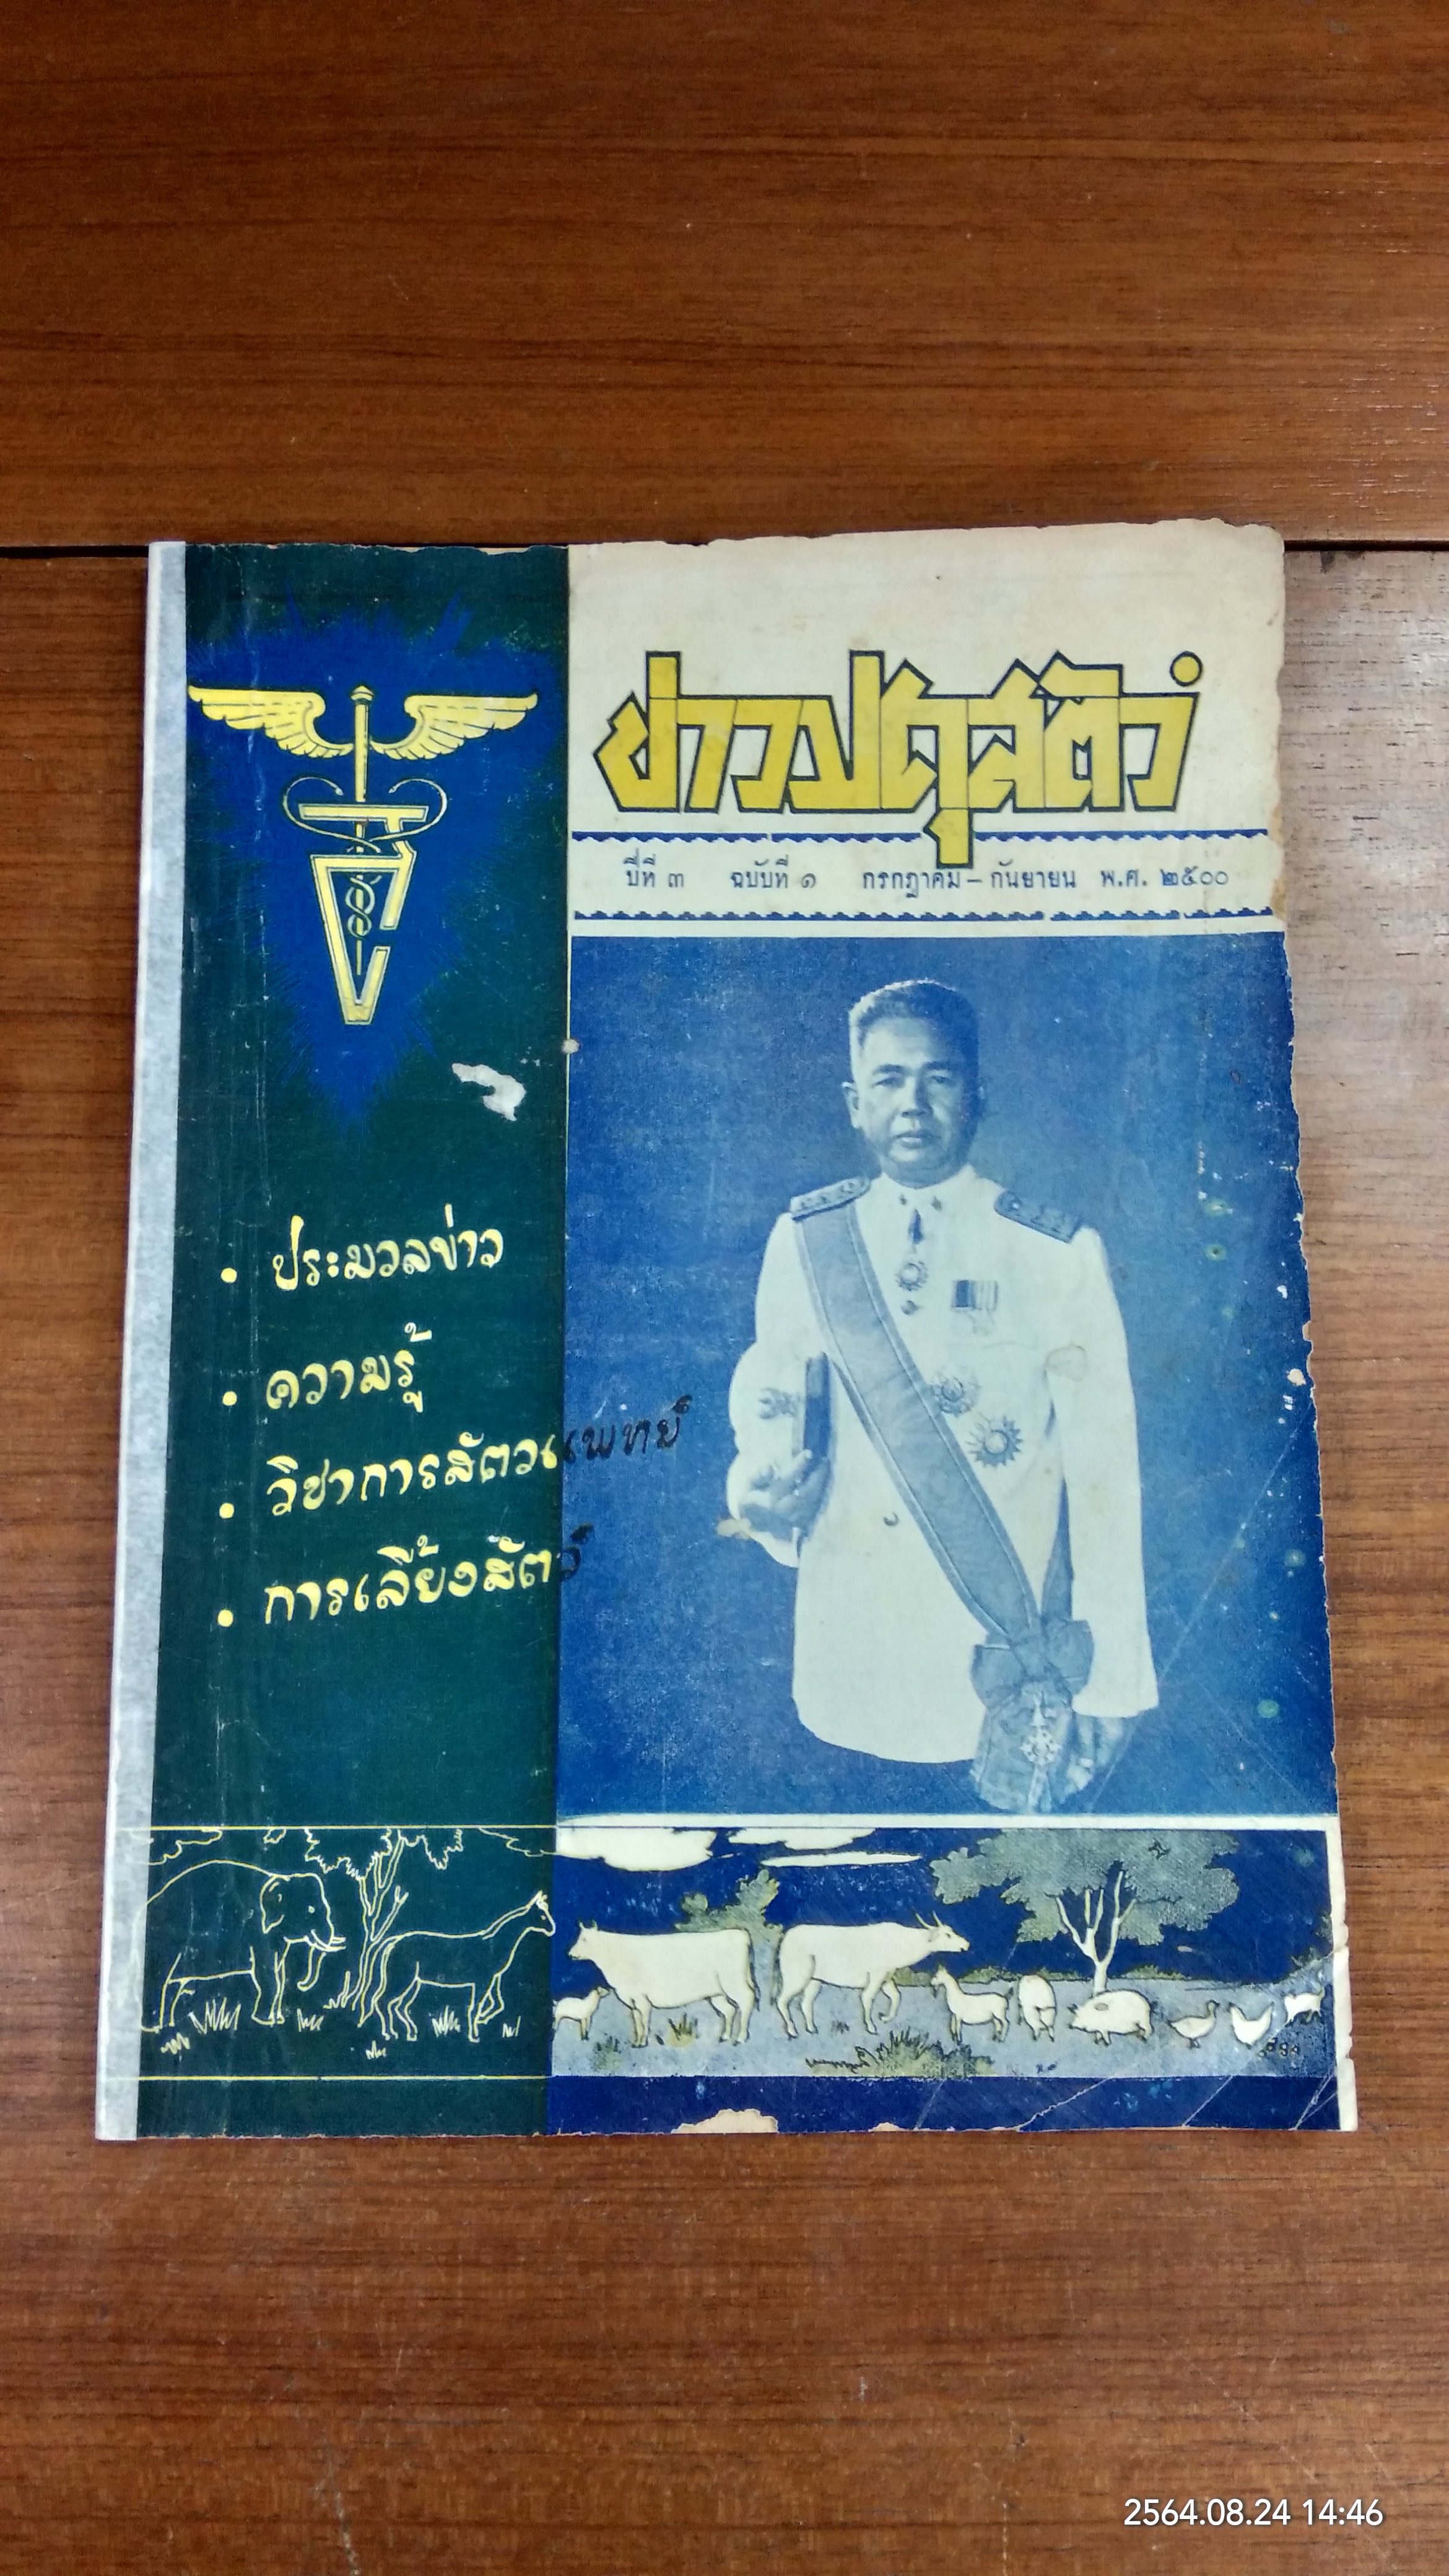 ข่าวปศุสัตว์
ปีที่ ๓ ฉบับที่ ๑ กรกฎาคม – กันยายน พ.ศ. ๒๕๐๐
• ประมวลข่าว
• ความรู้
• วิชาการสัตวแพทย์
• การเลี้ยงสัตว์
2564.08.24 14:46